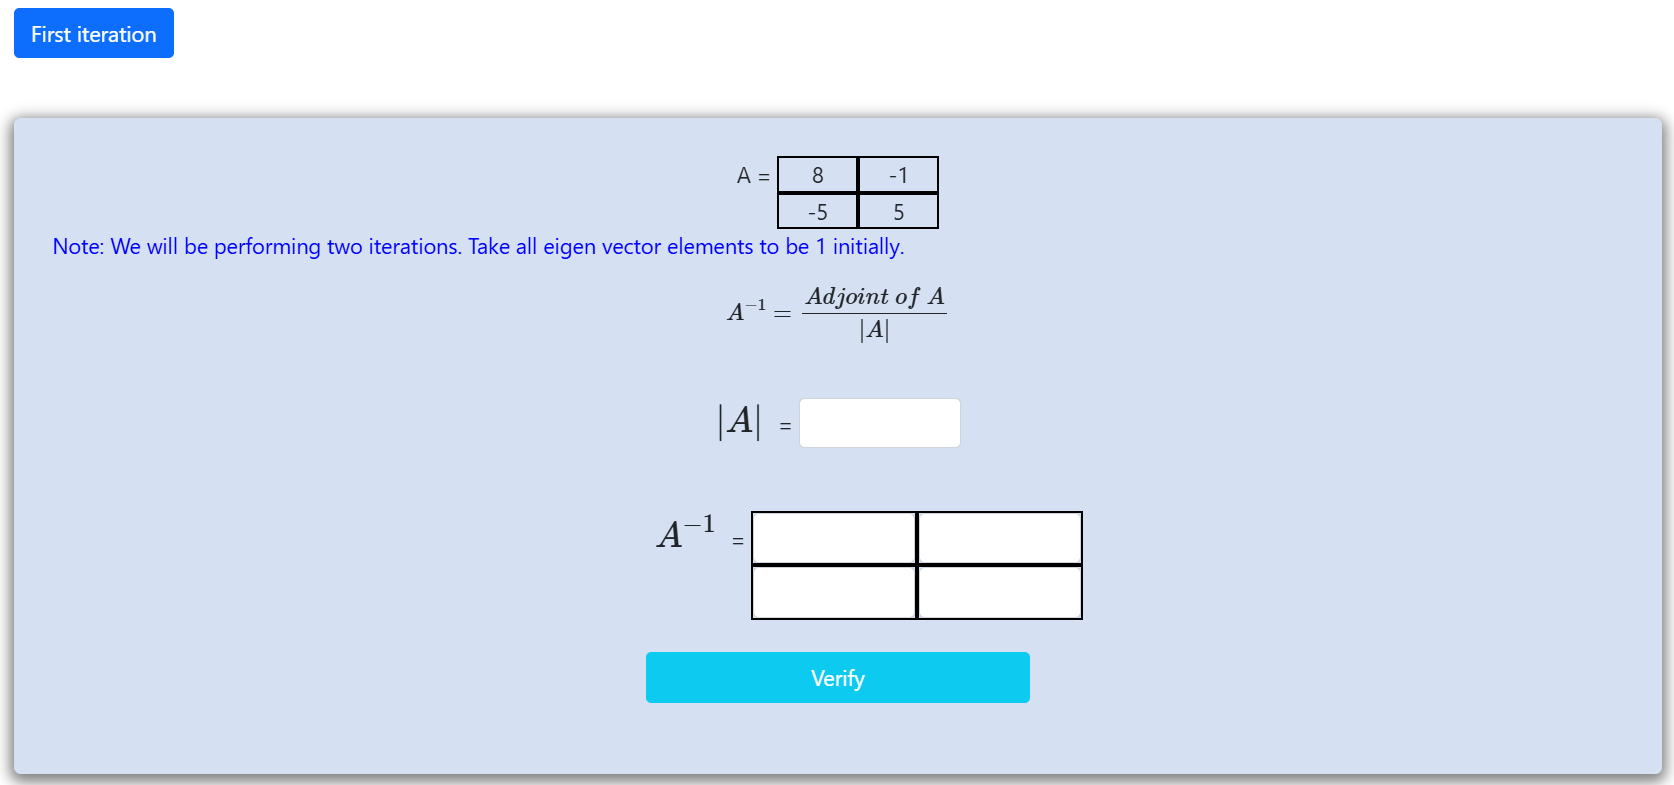 First iteration
A = 8 -1
-5 5
Note: We will be performing two iterations. Take all eigen vector elements to be 1 initially.
A⁻¹ = Adjoint of A / |A|
|A| =
A⁻¹ =
Verify